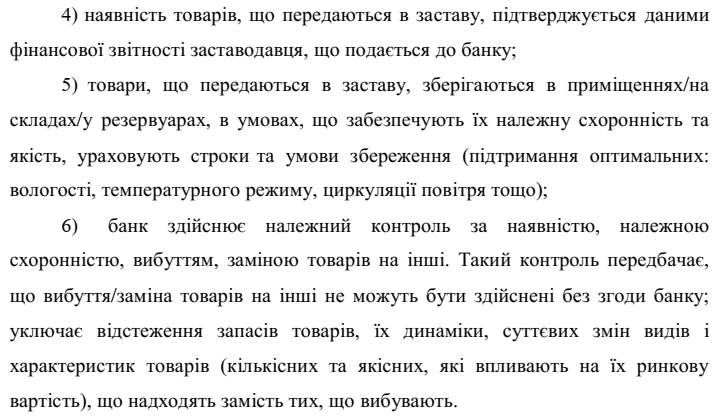 4) наявність товарів, що передаються в заставу, підтверджується даними
фінансової звітності заставодавця, що подається до банку;
5) товари, що передаються в заставу, зберігаються в приміщеннях/на
складах/у резервуарах, в умовах, що забезпечують їх належну схоронність та
якість, ураховують строки та умови збереження (підтримання оптимальних:
вологості, температурного режиму, циркуляції повітря тощо);
6) банк здійснює належний контроль за наявністю, належною
схоронністю, вибуттям, заміною товарів на інші. Такий контроль передбачає,
що вибуття/заміна товарів на інші не можуть бути здійснені без згоди банку;
уключає відстеження запасів товарів, їх динаміки, суттєвих змін видів і
характеристик товарів (кількісних та якісних, які впливають на їх ринкову
вартість), що надходять замість тих, що вибувають.